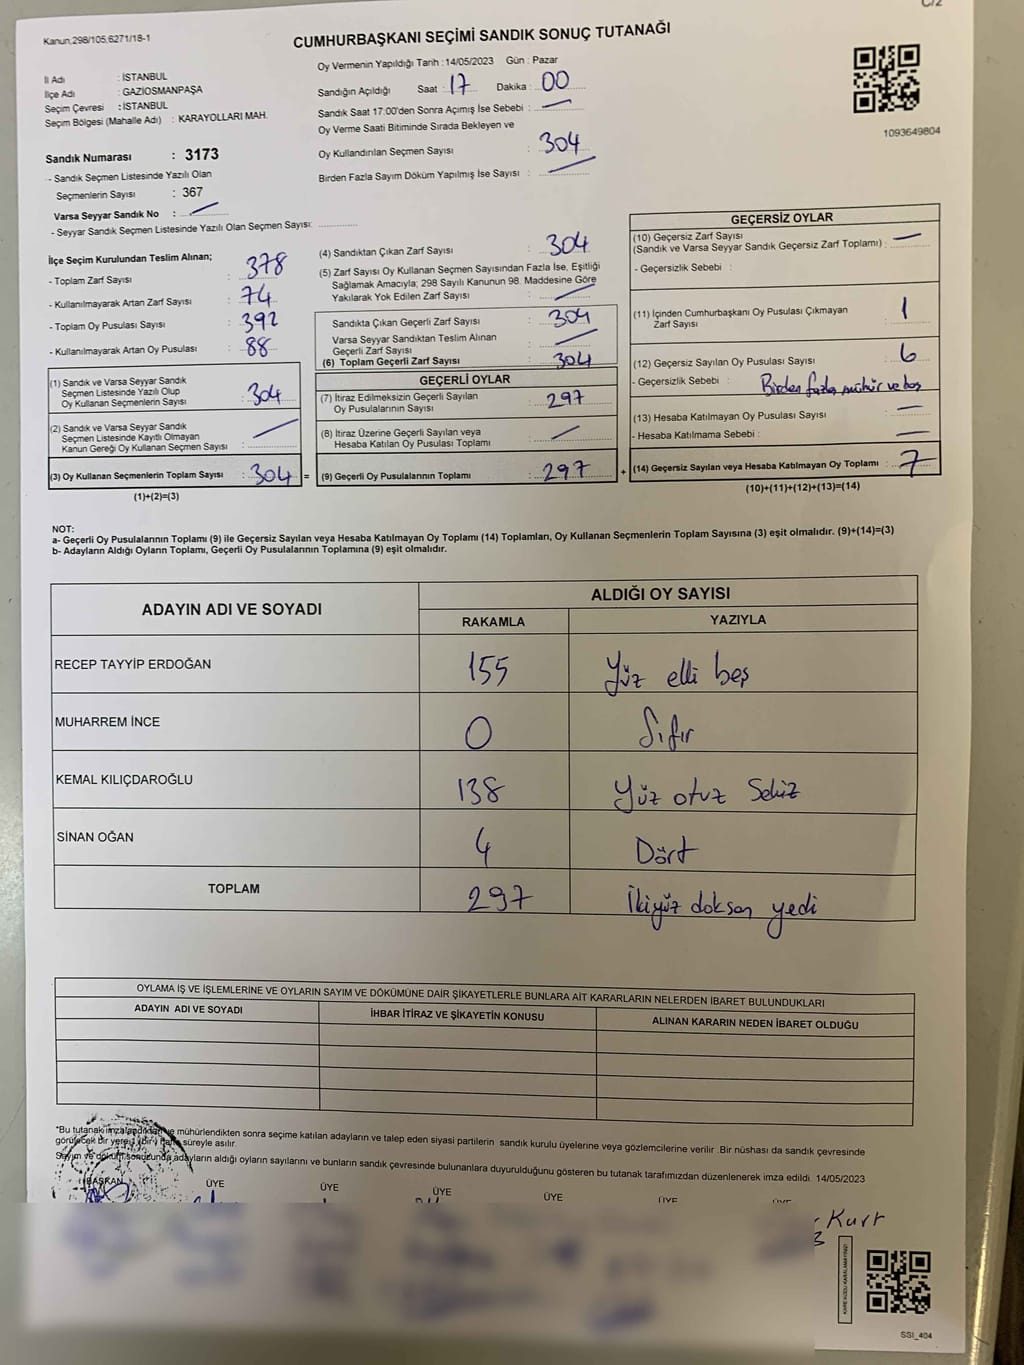 C/2
Kanun,298/105,6271/18-1
CUMHURBAŞKANI SEÇİMİ SANDIK SONUÇ TUTANAĞI
İl Adı : İSTANBUL
İlçe Adı : GAZİOSMANPAŞA
Seçim Çevresi : İSTANBUL
Seçim Bölgesi (Mahalle Adı) : KARAYOLLARI MAH.
Sandık Numarası : 3173
- Sandık Seçmen Listesinde Yazılı Olan
Seçmenlerin Sayısı : 367
Varsa Seyyar Sandık No :
- Seyyar Sandık Seçmen Listesinde Yazılı Olan Seçmen Sayısı:
Oy Vermenin Yapıldığı Tarih :14/05/2023 Gün : Pazar
Sandığın Açıldığı Saat : 17 Dakika : 00
Sandık Saat 17:00'den Sonra Açımış İse Sebebi :
Oy Verme Saati Bitiminde Sırada Bekleyen ve
Oy Kullandırılan Seçmen Sayısı : 304
Birden Fazla Sayım Döküm Yapılmış İse Sayısı :
1093649804
İlçe Seçim Kurulundan Teslim Alınan;
- Toplam Zarf Sayısı : 378
- Kullanılmayarak Artan Zarf Sayısı : 74
- Toplam Oy Pusulası Sayısı : 392
- Kullanılmayarak Artan Oy Pusulası : 88
(1) Sandık ve Varsa Seyyar Sandık
Seçmen Listesinde Yazılı Olup
Oy Kullanan Seçmenlerin Sayısı : 304
(2) Sandık ve Varsa Seyyar Sandık
Seçmen Listesinde Kayıtlı Olmayan
Kanun Gereği Oy Kullanan Seçmen Sayısı :
(3) Oy Kullanan Seçmenlerin Toplam Sayısı : 304 =
(1)+(2)=(3)
(4) Sandıktan Çıkan Zarf Sayısı : 304
(5) Zarf Sayısı Oy Kullanan Seçmen Sayısından Fazla İse, Eşitliği
Sağlamak Amacıyla; 298 Sayılı Kanunun 98. Maddesine Göre
Yakılarak Yok Edilen Zarf Sayısı :
Sandıkta Çıkan Geçerli Zarf Sayısı : 304
Varsa Seyyar Sandıktan Teslim Alınan
Geçerli Zarf Sayısı :
(6) Toplam Geçerli Zarf Sayısı : 304
GEÇERLİ OYLAR
(7) İtiraz Edilmeksizin Geçerli Sayılan
Oy Pusulalarının Sayısı : 297
(8) İtiraz Üzerine Geçerli Sayılan veya
Hesaba Katılan Oy Pusulası Toplamı :
(9) Geçerli Oy Pusulalarının Toplamı : 297 +
GEÇERSİZ OYLAR
(10) Geçersiz Zarf Sayısı
(Sandık ve Varsa Seyyar Sandık Geçersiz Zarf Toplamı) :
- Geçersizlik Sebebi :
(11) İçinden Cumhurbaşkanı Oy Pusulası Çıkmayan
Zarf Sayısı : 1
(12) Geçersiz Sayılan Oy Pusulası Sayısı : 6
- Geçersizlik Sebebi : Birden fazla mühür ve boş
(13) Hesaba Katılmayan Oy Pusulası Sayısı :
- Hesaba Katılmama Sebebi :
(14) Geçersiz Sayılan veya Hesaba Katılmayan Oy Toplamı : 7
(10)+(11)+(12)+(13)=(14)
NOT:
a- Geçerli Oy Pusulalarının Toplamı (9) ile Geçersiz Sayılan veya Hesaba Katılmayan Oy Toplamı (14) Toplamları, Oy Kullanan Seçmenlerin Toplam Sayısına (3) eşit olmalıdır. (9)+(14)=(3)
b- Adayların Aldığı Oyların Toplamı, Geçerli Oy Pusulalarının Toplamına (9) eşit olmalıdır.
ADAYIN ADI VE SOYADI ALDIĞI OY SAYISI
RAKAMLA YAZIYLA
RECEP TAYYİP ERDOĞAN 155 Yüz elli beş
MUHARREM İNCE 0 Sıfır
KEMAL KILIÇDAROĞLU 138 Yüz otuz Sekiz
SİNAN OĞAN 4 Dört
TOPLAM 297 İkiyüz doksan yedi
OYLAMA İŞ VE İŞLEMLERİNE VE OYLARIN SAYIM VE DÖKÜMÜNE DAİR ŞİKAYETLERLE BUNLARA AİT KARARLARIN NELERDEN İBARET BULUNDUKLARI
ADAYIN ADI VE SOYADI İHBAR İTİRAZ VE ŞİKAYETİN KONUSU ALINAN KARARIN NEDEN İBARET OLDUĞU
*Bu tutanak imzalandıktan ve mühürlendikten sonra seçime katılan adayların ve talep eden siyasi partilerin sandık kurulu üyelerine veya gözlemcilerine verilir .Bir nüshası da sandık çevresinde
görülecek bir yere 1 (Bir) hafta süreyle asılır.
Sayım ve döküm sonucunda adayların aldığı oyların sayılarını ve bunların sandık çevresinde bulunanlara duyurulduğunu gösteren bu tutanak tarafımızdan düzenlenerek imza edildi. 14/05/2023
BAŞKAN ÜYE ÜYE ÜYE ÜYE ÜYE ÜYE
Kurt
3
SSI_404